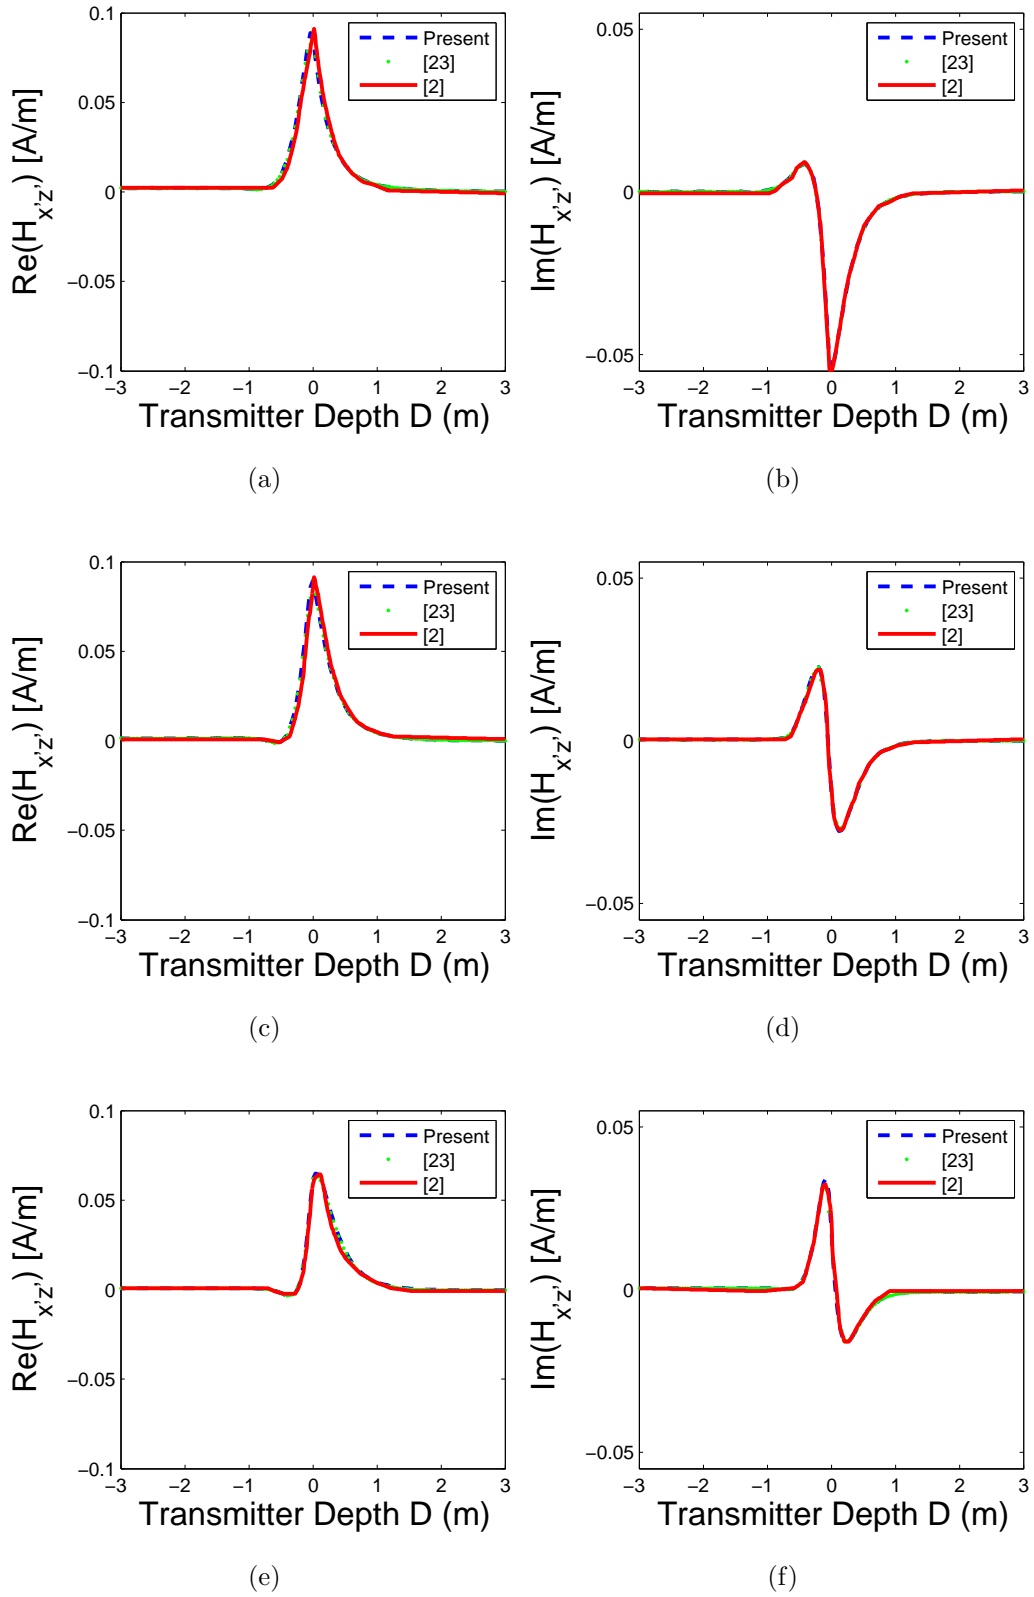 0.1
0.05
0
−0.05
−0.1
−3 −2 −1 0 1 2 3
Re(H_{x'z'}) [A/m]
Transmitter Depth D (m)
Present
[23]
[2]
(a)
0.05
0
−0.05
−3 −2 −1 0 1 2 3
Im(H_{x'z'}) [A/m]
Transmitter Depth D (m)
Present
[23]
[2]
(b)
0.1
0.05
0
−0.05
−0.1
−3 −2 −1 0 1 2 3
Re(H_{x'z'}) [A/m]
Transmitter Depth D (m)
Present
[23]
[2]
(c)
0.05
0
−0.05
−3 −2 −1 0 1 2 3
Im(H_{x'z'}) [A/m]
Transmitter Depth D (m)
Present
[23]
[2]
(d)
0.1
0.05
0
−0.05
−0.1
−3 −2 −1 0 1 2 3
Re(H_{x'z'}) [A/m]
Transmitter Depth D (m)
Present
[23]
[2]
(e)
0.05
0
−0.05
−3 −2 −1 0 1 2 3
Im(H_{x'z'}) [A/m]
Transmitter Depth D (m)
Present
[23]
[2]
(f)